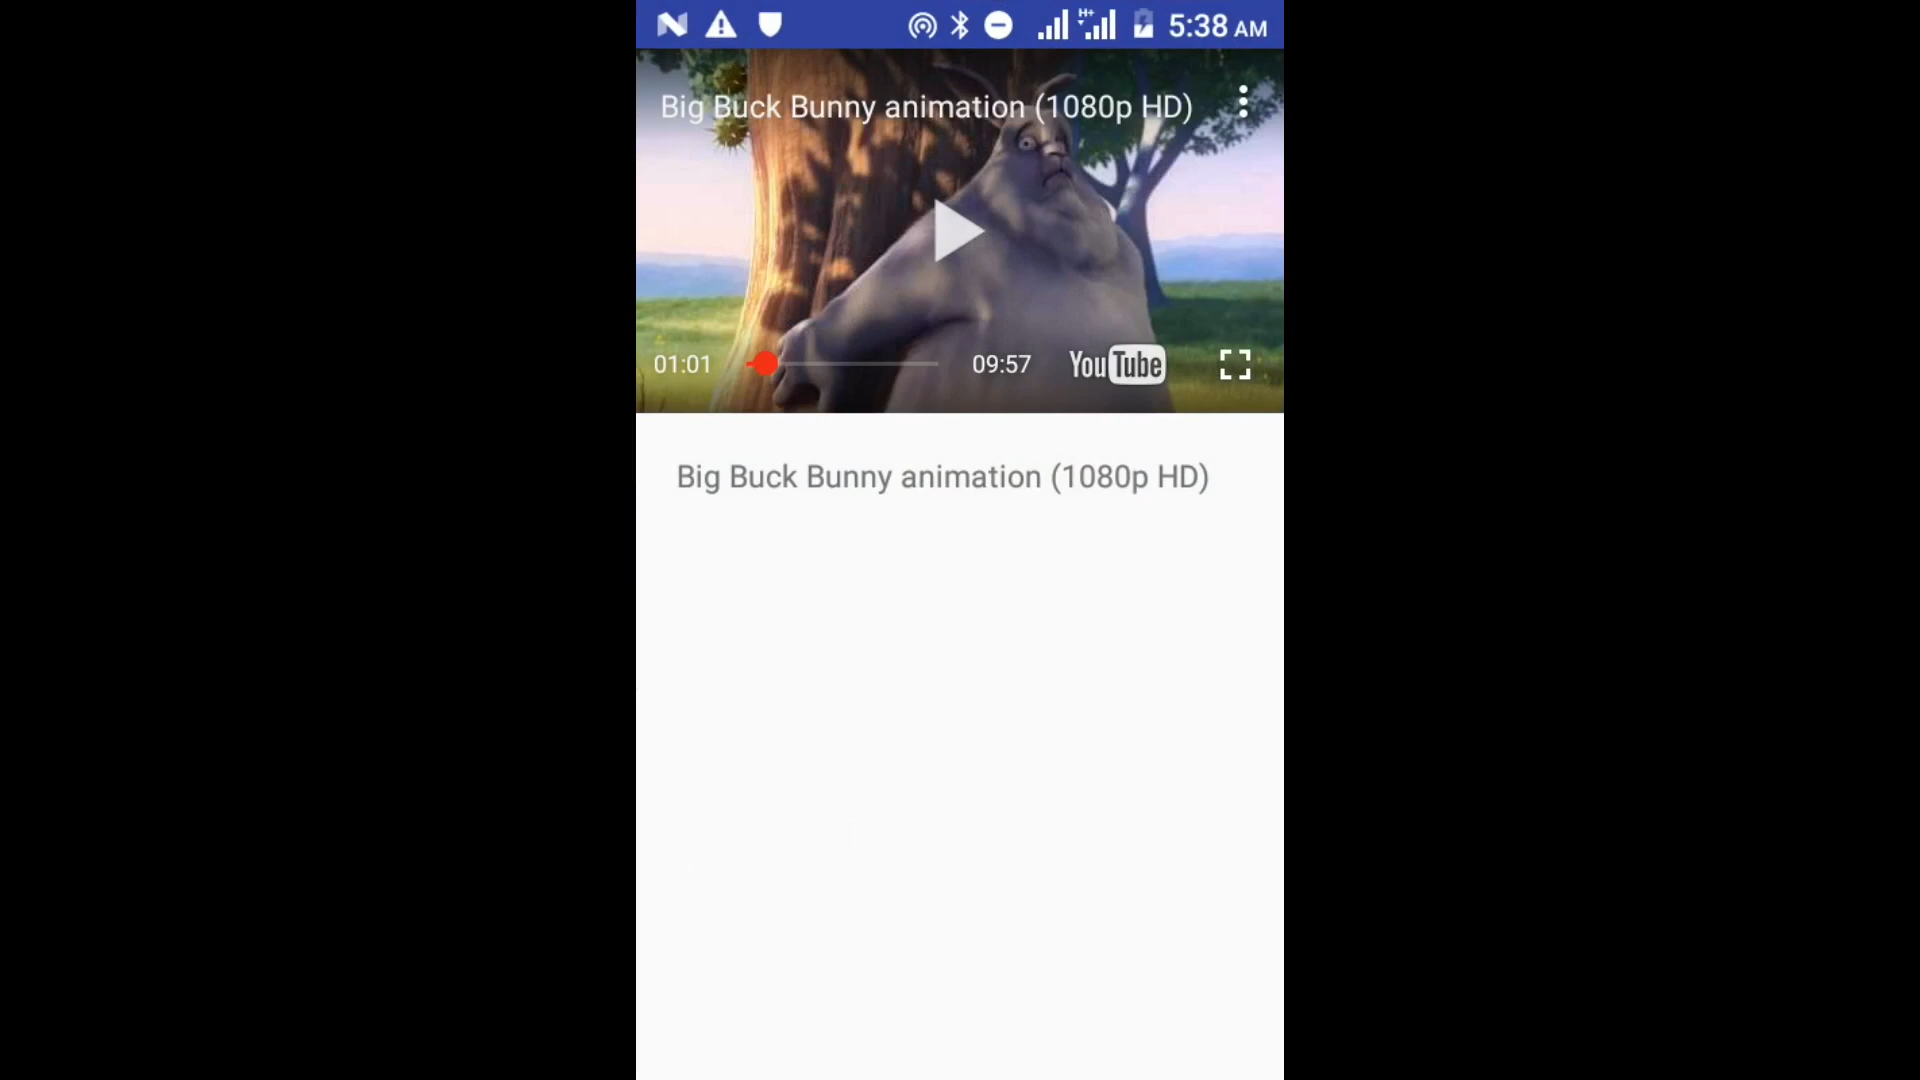 5:38 AM
Big Buck Bunny animation (1080p HD)
01:01 09:57 YouTube
Big Buck Bunny animation (1080p HD)